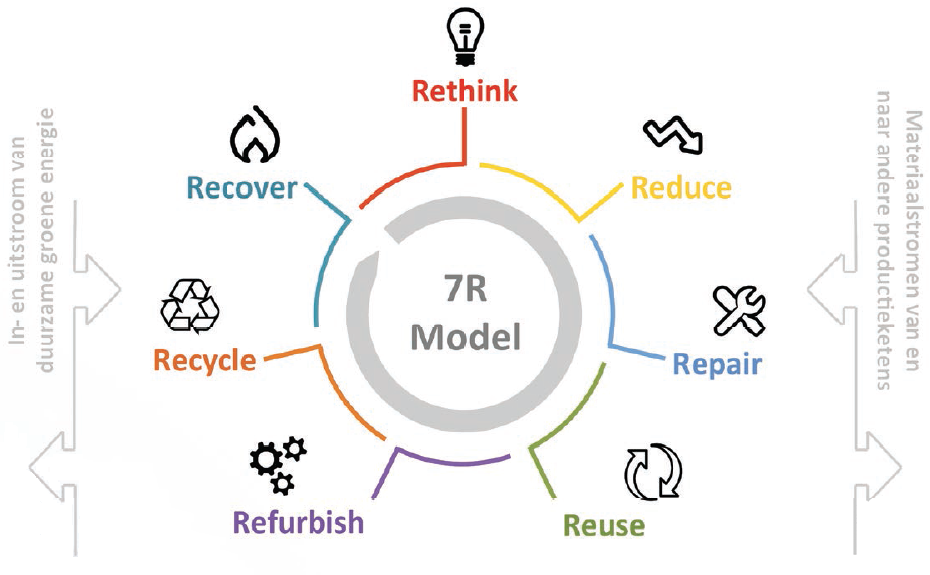 Rethink
Reduce
Repair
Reuse
Refurbish
Recycle
Recover
7R
Model
In- en uitstroom van
duurzame groene energie
Materiaalstromen van en
naar andere productieketens